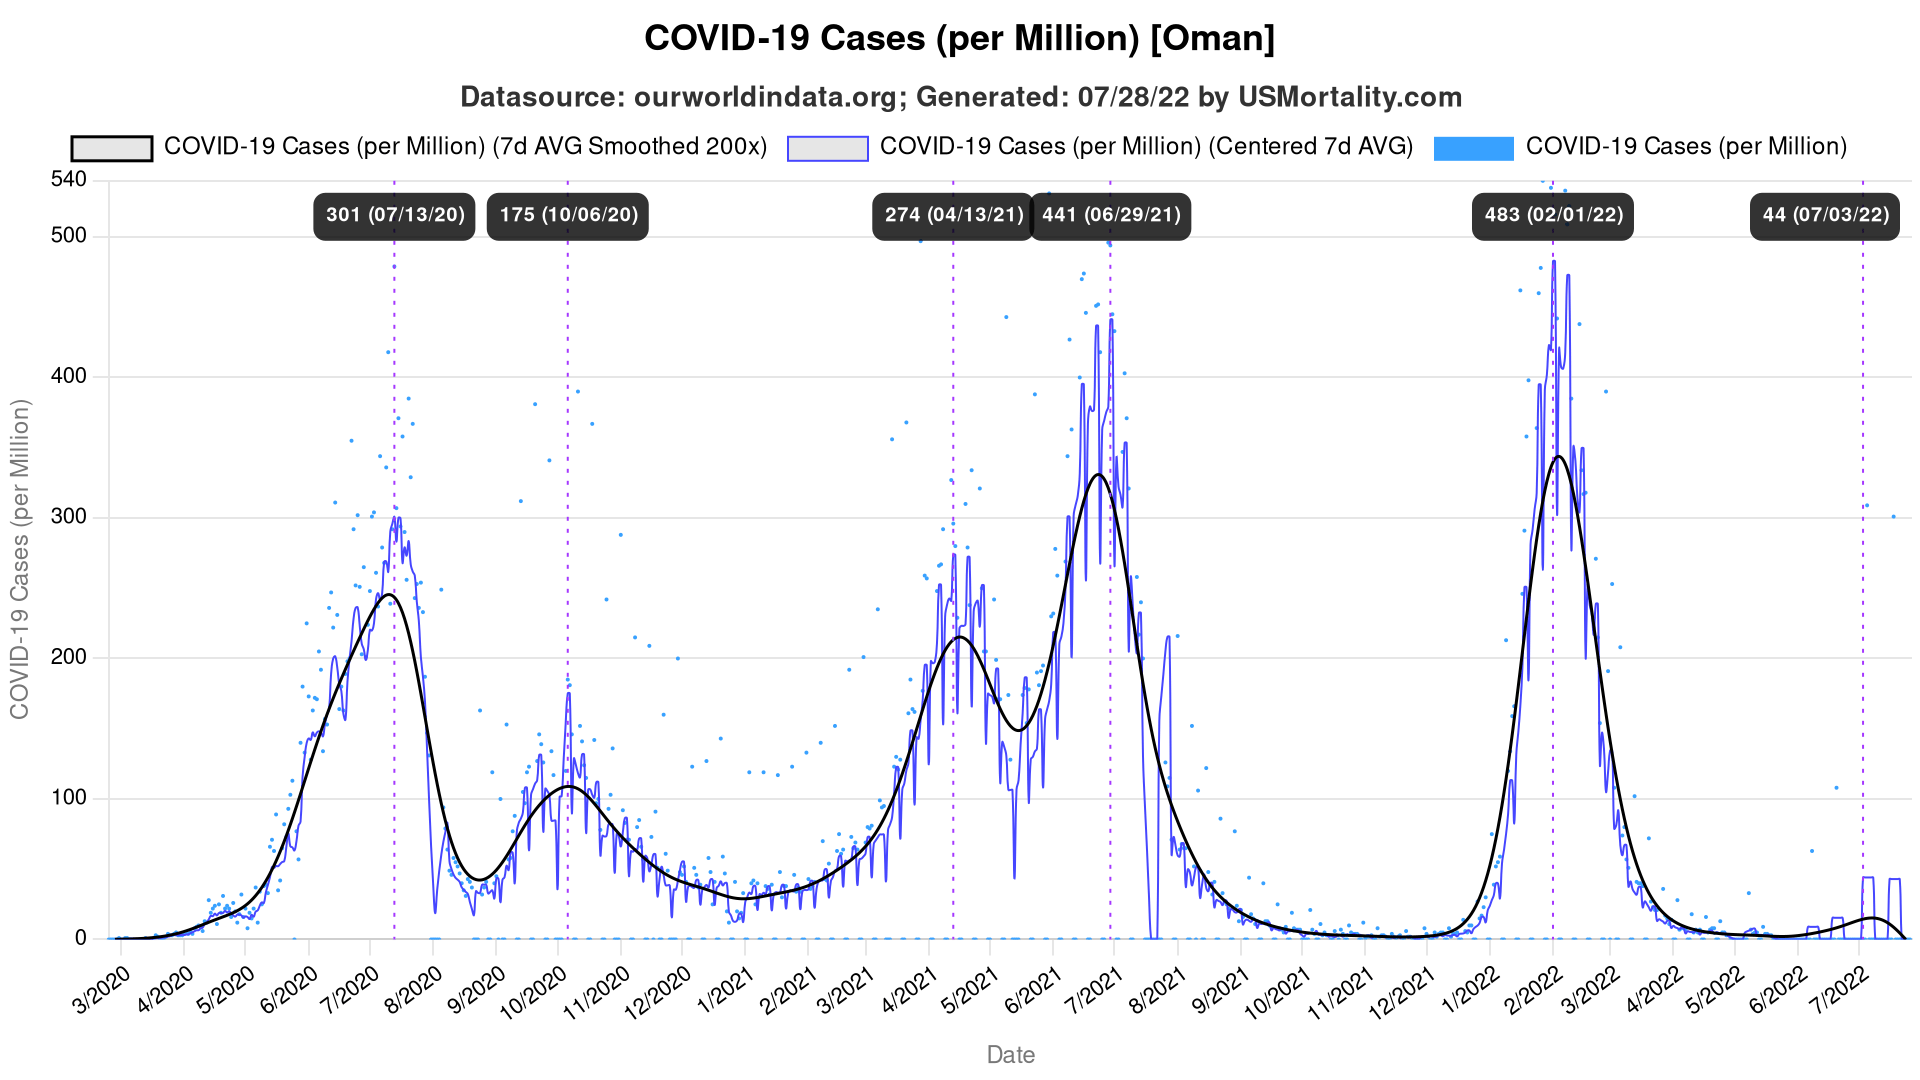 COVID-19 Cases (per Million) [Oman]
Datasource: ourworldindata.org; Generated: 07/28/22 by USMortality.com
COVID-19 Cases (per Million) (7d AVG Smoothed 200x) COVID-19 Cases (per Million) (Centered 7d AVG) COVID-19 Cases (per Million)
540
301 (07/13/20) 175 (10/06/20) 274 (04/13/21) 441 (06/29/21) 483 (02/01/22) 44 (07/03/22)
500
400
300
200
100
0
COVID-19 Cases (per Million)
3/2020 4/2020 5/2020 6/2020 7/2020 8/2020 9/2020 10/2020 11/2020 12/2020 1/2021 2/2021 3/2021 4/2021 5/2021 6/2021 7/2021 8/2021 9/2021 10/2021 11/2021 12/2021 1/2022 2/2022 3/2022 4/2022 5/2022 6/2022 7/2022
Date